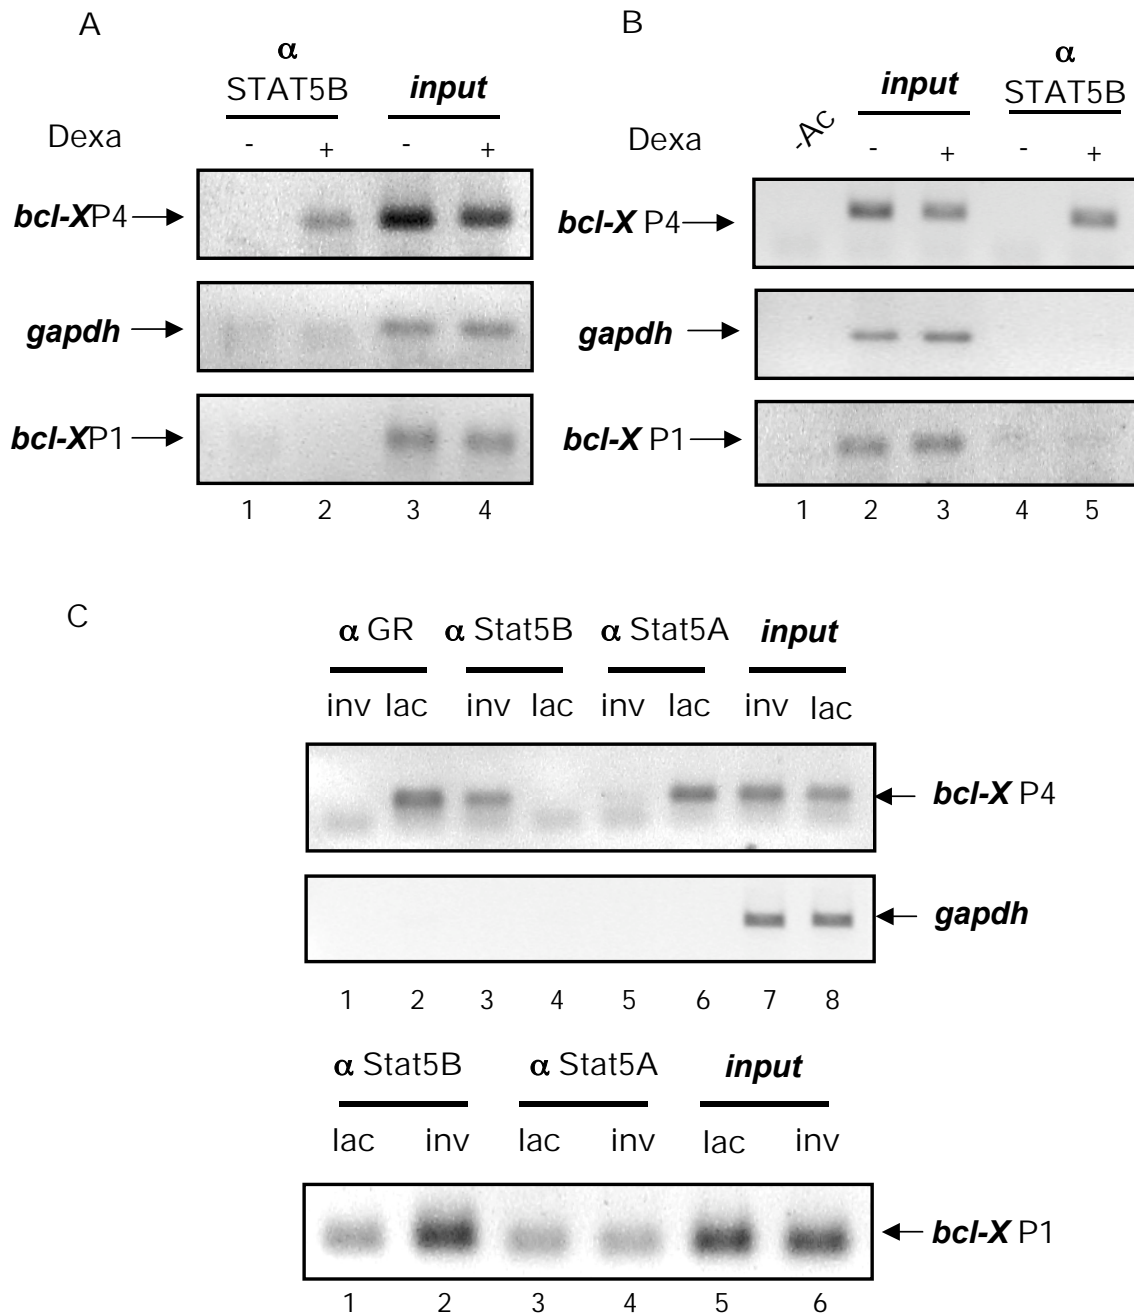 A
α
STAT5B input
Dexa - + - +
bcl-XP4
gapdh
bcl-XP1
1 2 3 4
B
-Ac input α
STAT5B
Dexa - + - +
bcl-X P4
gapdh
bcl-X P1
1 2 3 4 5
C
α GR α Stat5B α Stat5A input
inv lac inv lac inv lac inv lac
bcl-X P4
gapdh
1 2 3 4 5 6 7 8
α Stat5B α Stat5A input
lac inv lac inv lac inv
bcl-X P1
1 2 3 4 5 6